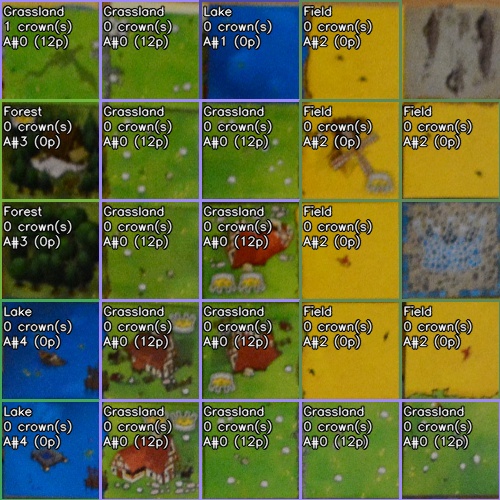 Grassland
1 crown(s)
A#0 (12p)
Grassland
0 crown(s)
A#0 (12p)
Lake
0 crown(s)
A#1 (0p)
Field
0 crown(s)
A#2 (0p)
Forest
0 crown(s)
A#3 (0p)
Grassland
0 crown(s)
A#0 (12p)
Grassland
0 crown(s)
A#0 (12p)
Field
0 crown(s)
A#2 (0p)
Field
0 crown(s)
A#2 (0p)
Forest
0 crown(s)
A#3 (0p)
Grassland
0 crown(s)
A#0 (12p)
Grassland
0 crown(s)
A#0 (12p)
Field
0 crown(s)
A#2 (0p)
Lake
0 crown(s)
A#4 (0p)
Grassland
0 crown(s)
A#0 (12p)
Grassland
0 crown(s)
A#0 (12p)
Field
0 crown(s)
A#2 (0p)
Field
0 crown(s)
A#2 (0p)
Lake
0 crown(s)
A#4 (0p)
Grassland
0 crown(s)
A#0 (12p)
Grassland
0 crown(s)
A#0 (12p)
Grassland
0 crown(s)
A#0 (12p)
Grassland
0 crown(s)
A#0 (12p)